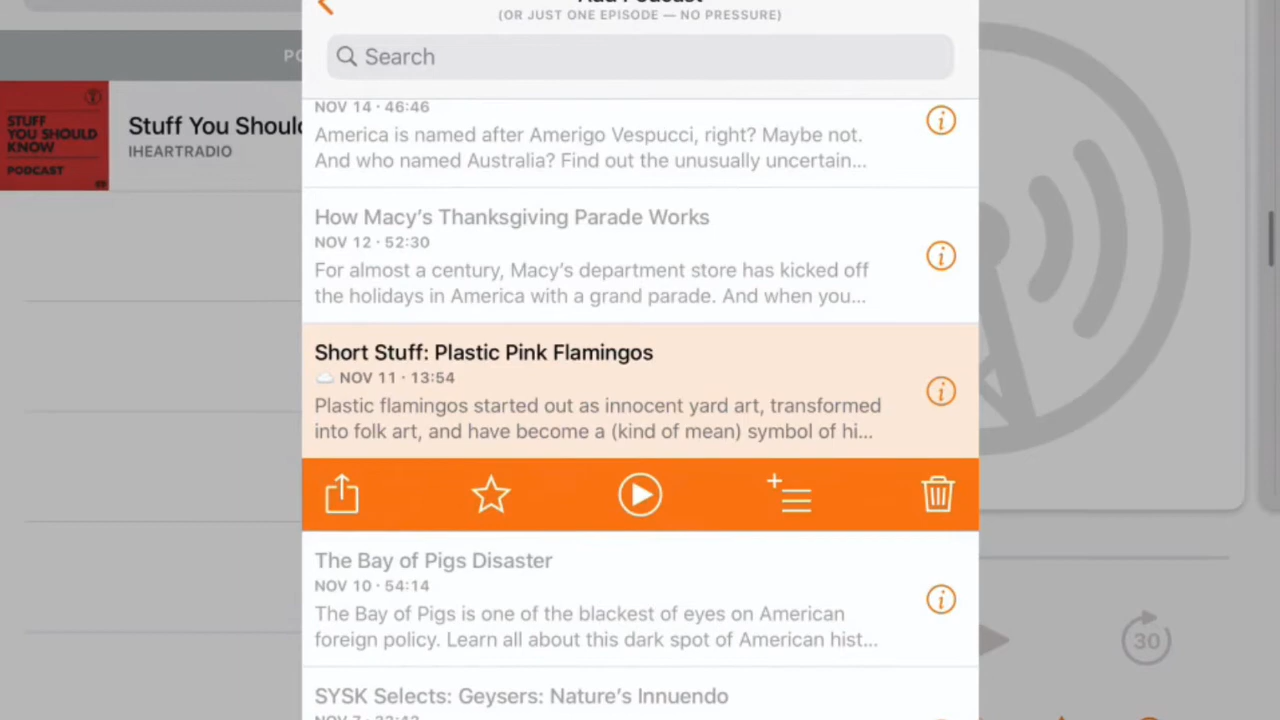 (OR JUST ONE EPISODE — NO PRESSURE)
Search
STUFF
YOU SHOULD
KNOW
PODCAST
Stuff You Should
IHEARTRADIO
NOV 14 · 46:46
America is named after Amerigo Vespucci, right? Maybe not.
And who named Australia? Find out the unusually uncertain...
How Macy's Thanksgiving Parade Works
NOV 12 · 52:30
For almost a century, Macy's department store has kicked off
the holidays in America with a grand parade. And when you...
Short Stuff: Plastic Pink Flamingos
NOV 11 · 13:54
Plastic flamingos started out as innocent yard art, transformed
into folk art, and have become a (kind of mean) symbol of hi...
The Bay of Pigs Disaster
NOV 10 · 54:14
The Bay of Pigs is one of the blackest of eyes on American
foreign policy. Learn all about this dark spot of American hist...
30
SYSK Selects: Geysers: Nature's Innuendo